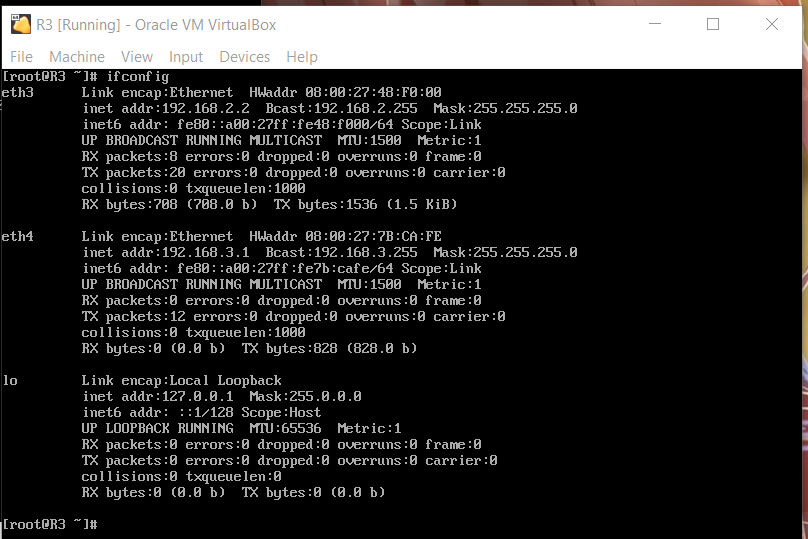 R3 [Running] - Oracle VM VirtualBox
File Machine View Input Devices Help
[root@R3 ~]# ifconfig
eth3 Link encap:Ethernet HWaddr 08:00:27:48:F0:00
inet addr:192.168.2.2 Bcast:192.168.2.255 Mask:255.255.255.0
inet6 addr: fe80::a00:27ff:fe48:f000/64 Scope:Link
UP BROADCAST RUNNING MULTICAST MTU:1500 Metric:1
RX packets:8 errors:0 dropped:0 overruns:0 frame:0
TX packets:20 errors:0 dropped:0 overruns:0 carrier:0
collisions:0 txqueuelen:1000
RX bytes:708 (708.0 b) TX bytes:1536 (1.5 KiB)
eth4 Link encap:Ethernet HWaddr 08:00:27:7B:CA:FE
inet addr:192.168.3.1 Bcast:192.168.3.255 Mask:255.255.255.0
inet6 addr: fe80::a00:27ff:fe7b:cafe/64 Scope:Link
UP BROADCAST RUNNING MULTICAST MTU:1500 Metric:1
RX packets:0 errors:0 dropped:0 overruns:0 frame:0
TX packets:12 errors:0 dropped:0 overruns:0 carrier:0
collisions:0 txqueuelen:1000
RX bytes:0 (0.0 b) TX bytes:828 (828.0 b)
lo Link encap:Local Loopback
inet addr:127.0.0.1 Mask:255.0.0.0
inet6 addr: ::1/128 Scope:Host
UP LOOPBACK RUNNING MTU:65536 Metric:1
RX packets:0 errors:0 dropped:0 overruns:0 frame:0
TX packets:0 errors:0 dropped:0 overruns:0 carrier:0
collisions:0 txqueuelen:0
RX bytes:0 (0.0 b) TX bytes:0 (0.0 b)
[root@R3 ~]#